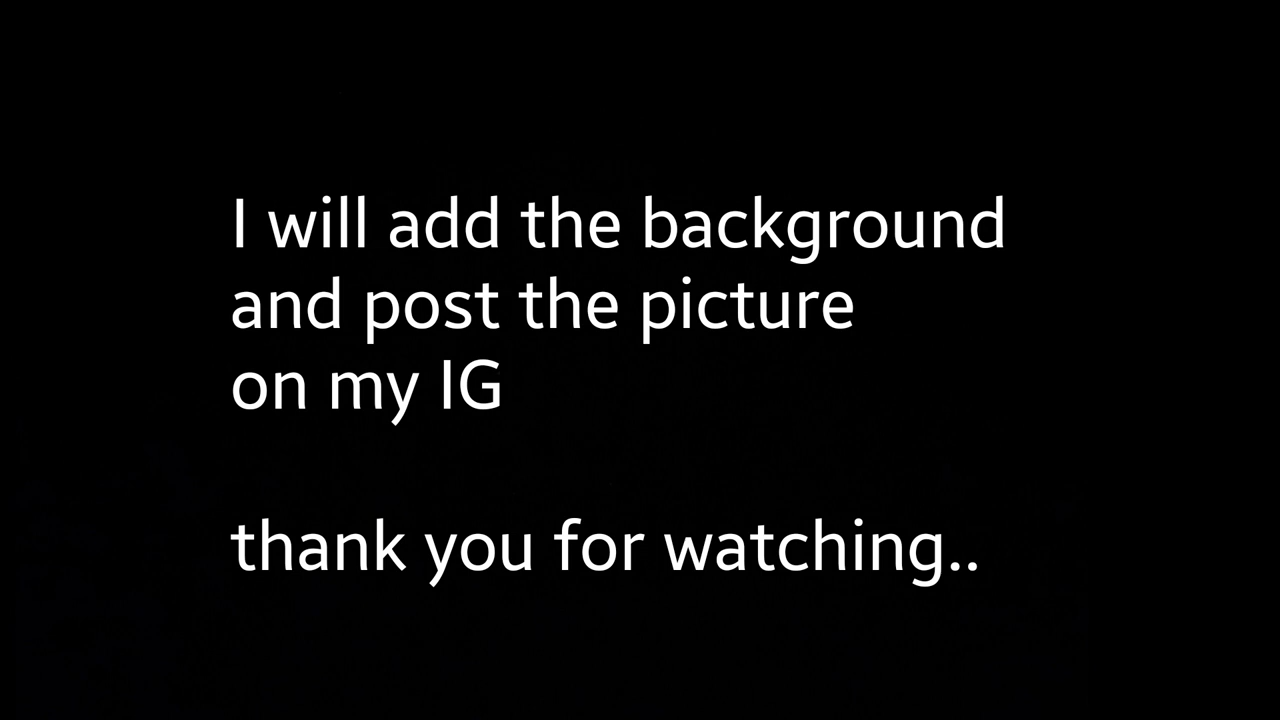 I will add the background
and post the picture
on my IG
thank you for watching..